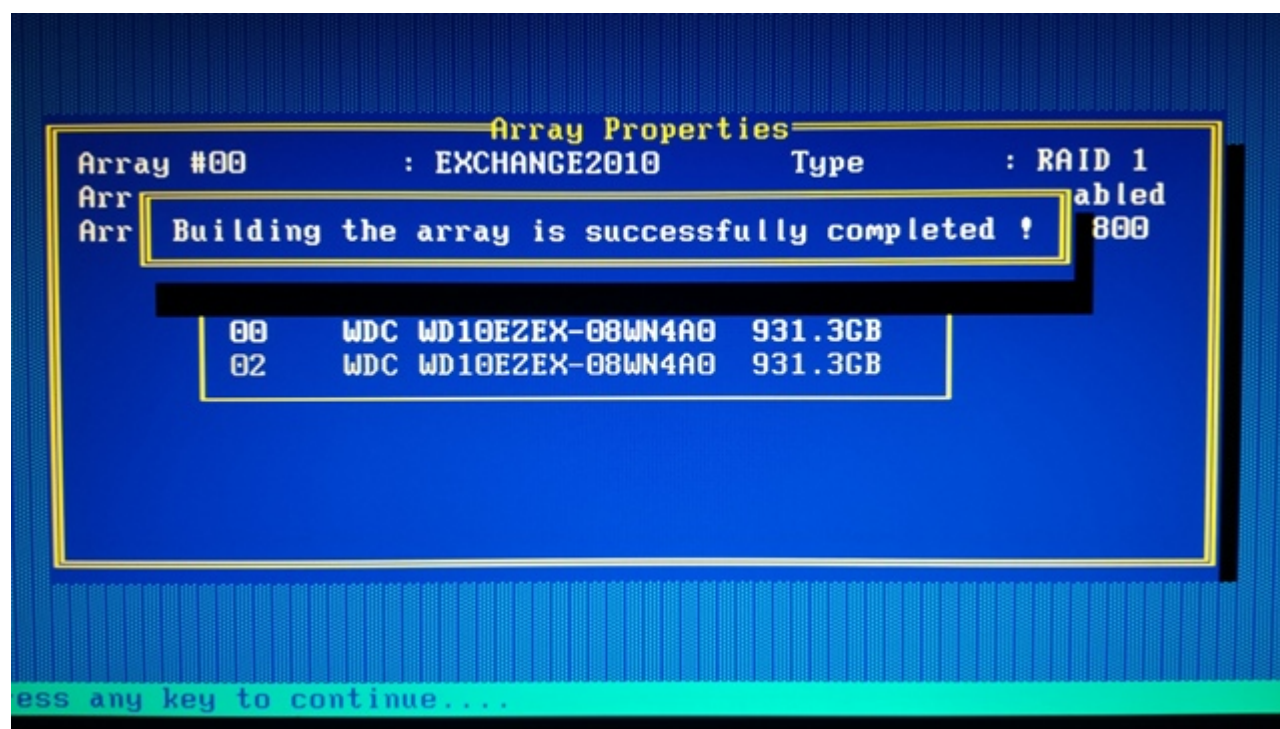 Array Properties
Array #00 : EXCHANGE2010 Type : RAID 1
Arr abled
Arr Building the array is successfully completed ! 800
00 WDC WD10EZEX-08WN4A0 931.3GB
02 WDC WD10EZEX-08WN4A0 931.3GB
ess any key to continue....